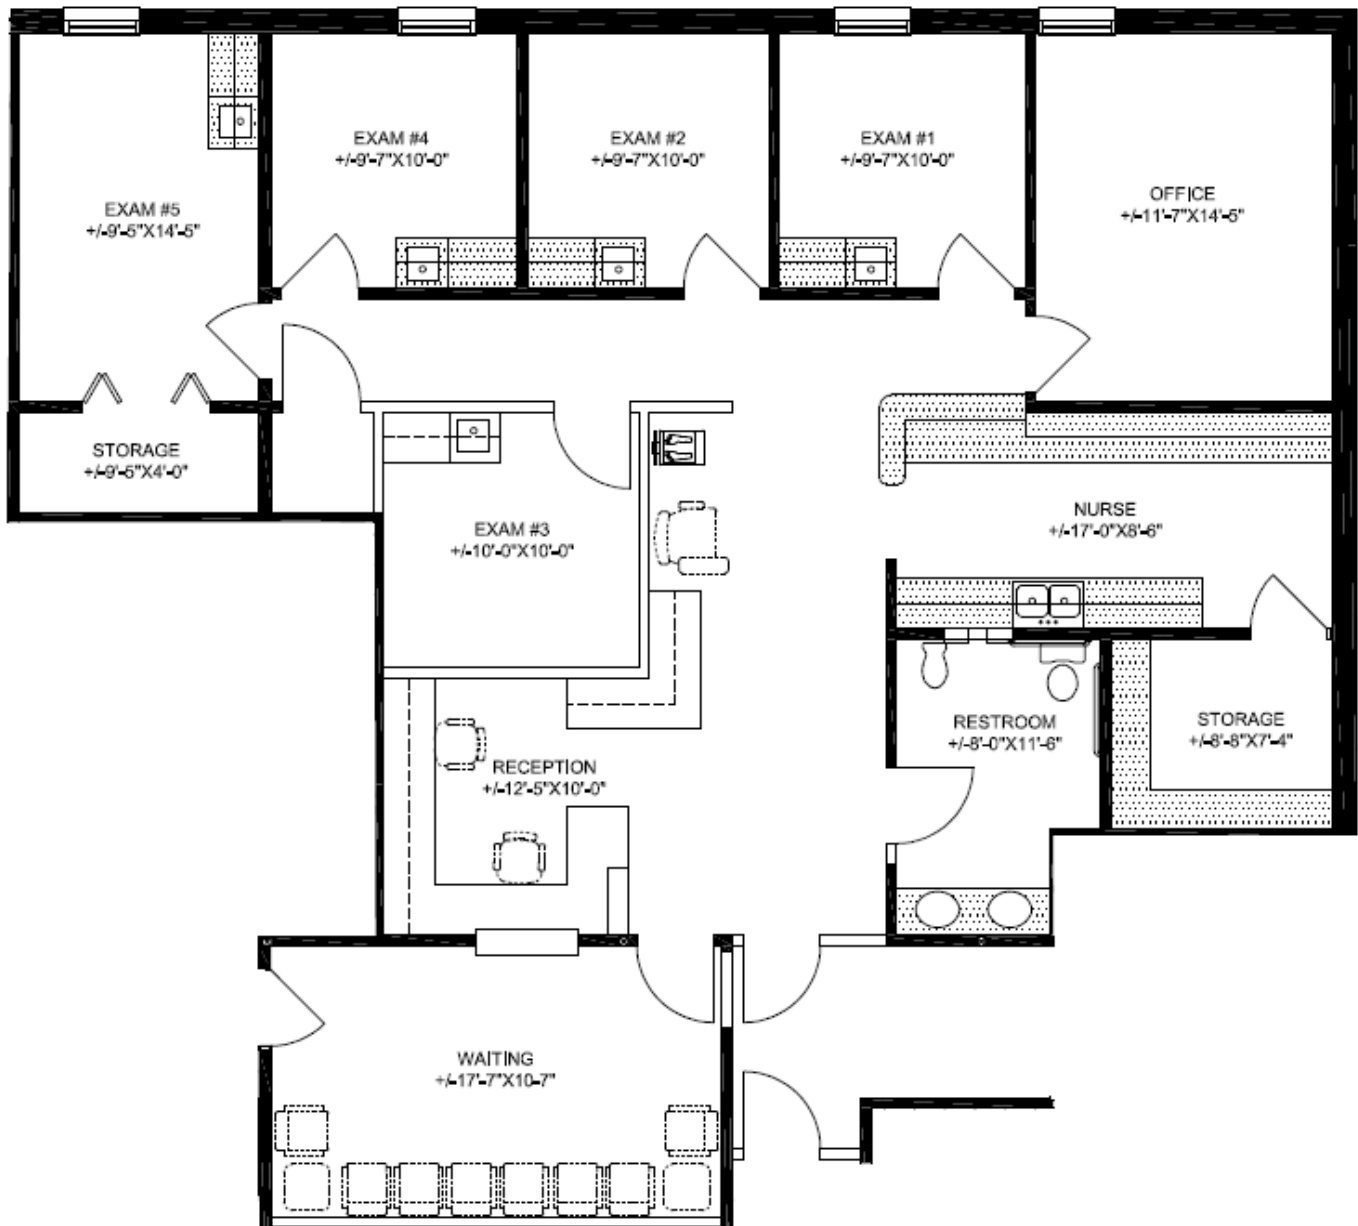 EXAM #4
+/-9'-7"X10'-0"
EXAM #2
+/-9'-7"X10'-0"
EXAM #1
+/-9'-7"X10'-0"
OFFICE
+/-11'-7"X14'-5"
EXAM #5
+/-9'-5"X14'-5"
STORAGE
+/-9'-5"X4'-0"
EXAM #3
+/-10'-0"X10'-0"
NURSE
+/-17'-0"X8'-6"
RESTROOM
+/-8'-0"X11'-6"
STORAGE
+/-8'-8"X7'-4"
RECEPTION
+/-12'-5"X10'-0"
WAITING
+/-17'-7"X10-7"